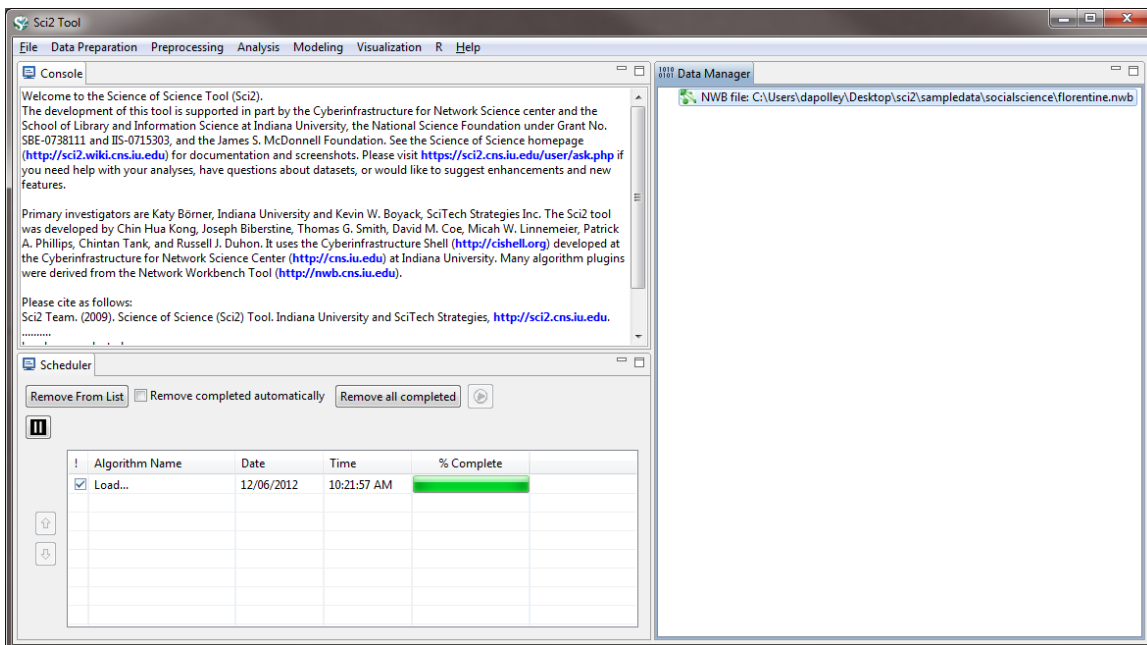 Sci2 Tool
File Data Preparation Preprocessing Analysis Modeling Visualization R Help
Console
Welcome to the Science of Science Tool (Sci2).
The development of this tool is supported in part by the Cyberinfrastructure for Network Science center and the
School of Library and Information Science at Indiana University, the National Science Foundation under Grant No.
SBE-0738111 and IIS-0715303, and the James S. McDonnell Foundation. See the Science of Science homepage
(http://sci2.wiki.cns.iu.edu) for documentation and screenshots. Please visit https://sci2.cns.iu.edu/user/ask.php if
you need help with your analyses, have questions about datasets, or would like to suggest enhancements and new
features.
Primary investigators are Katy Börner, Indiana University and Kevin W. Boyack, SciTech Strategies Inc. The Sci2 tool
was developed by Chin Hua Kong, Joseph Biberstine, Thomas G. Smith, David M. Coe, Micah W. Linnemeier, Patrick
A. Phillips, Chintan Tank, and Russell J. Duhon. It uses the Cyberinfrastructure Shell (http://cishell.org) developed at
the Cyberinfrastructure for Network Science Center (http://cns.iu.edu) at Indiana University. Many algorithm plugins
were derived from the Network Workbench Tool (http://nwb.cns.iu.edu).
Please cite as follows:
Sci2 Team. (2009). Science of Science (Sci2) Tool. Indiana University and SciTech Strategies, http://sci2.cns.iu.edu.
..........
Scheduler
Remove From List Remove completed automatically Remove all completed
! Algorithm Name Date Time % Complete
Load... 12/06/2012 10:21:57 AM
1010 0101 Data Manager
NWB file: C:\Users\dapolley\Desktop\sci2\sampledata\socialscience\florentine.nwb